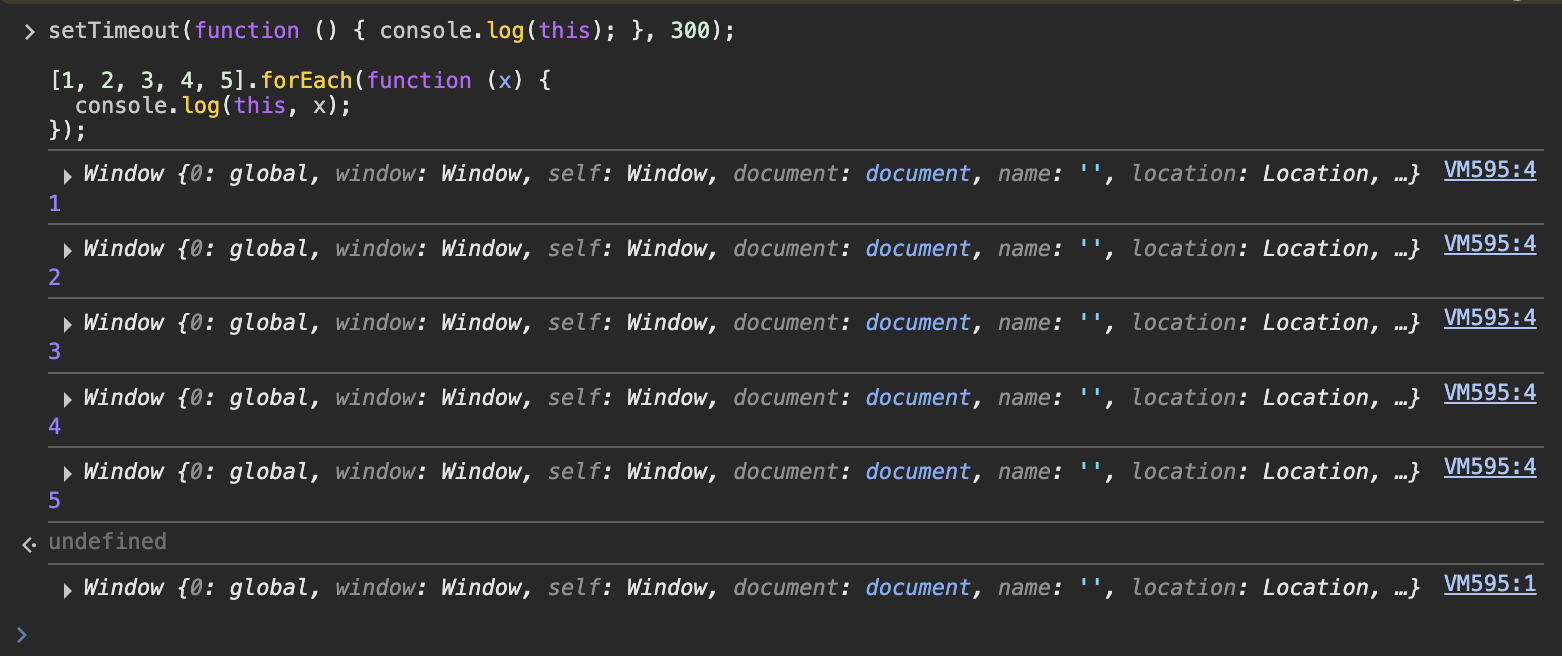 setTimeout(function () { console.log(this); }, 300);
[1, 2, 3, 4, 5].forEach(function (x) {
  console.log(this, x);
});
Window {0: global, window: Window, self: Window, document: document, name: '', location: Location, …} VM595:4
1
Window {0: global, window: Window, self: Window, document: document, name: '', location: Location, …} VM595:4
2
Window {0: global, window: Window, self: Window, document: document, name: '', location: Location, …} VM595:4
3
Window {0: global, window: Window, self: Window, document: document, name: '', location: Location, …} VM595:4
4
Window {0: global, window: Window, self: Window, document: document, name: '', location: Location, …} VM595:4
5
undefined
Window {0: global, window: Window, self: Window, document: document, name: '', location: Location, …} VM595:1